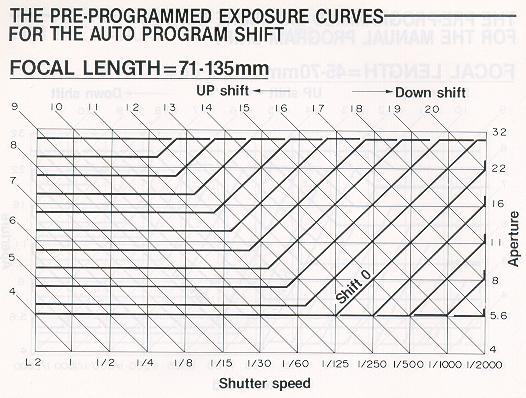 THE PRE-PROGRAMMED EXPOSURE CURVES
FOR THE AUTO PROGRAM SHIFT
FOCAL LENGTH=71-135mm
UP shift ← → Down shift
9 10 11 12 13 14 15 16 17 18 19 20
32
8
22
7
16
6
11
5
8
4
5.6
4
Shift 0
Aperture
L 2 1 1/2 1/4 1/8 1/15 1/30 1/60 1/125 1/250 1/500 1/1000 1/2000
Shutter speed